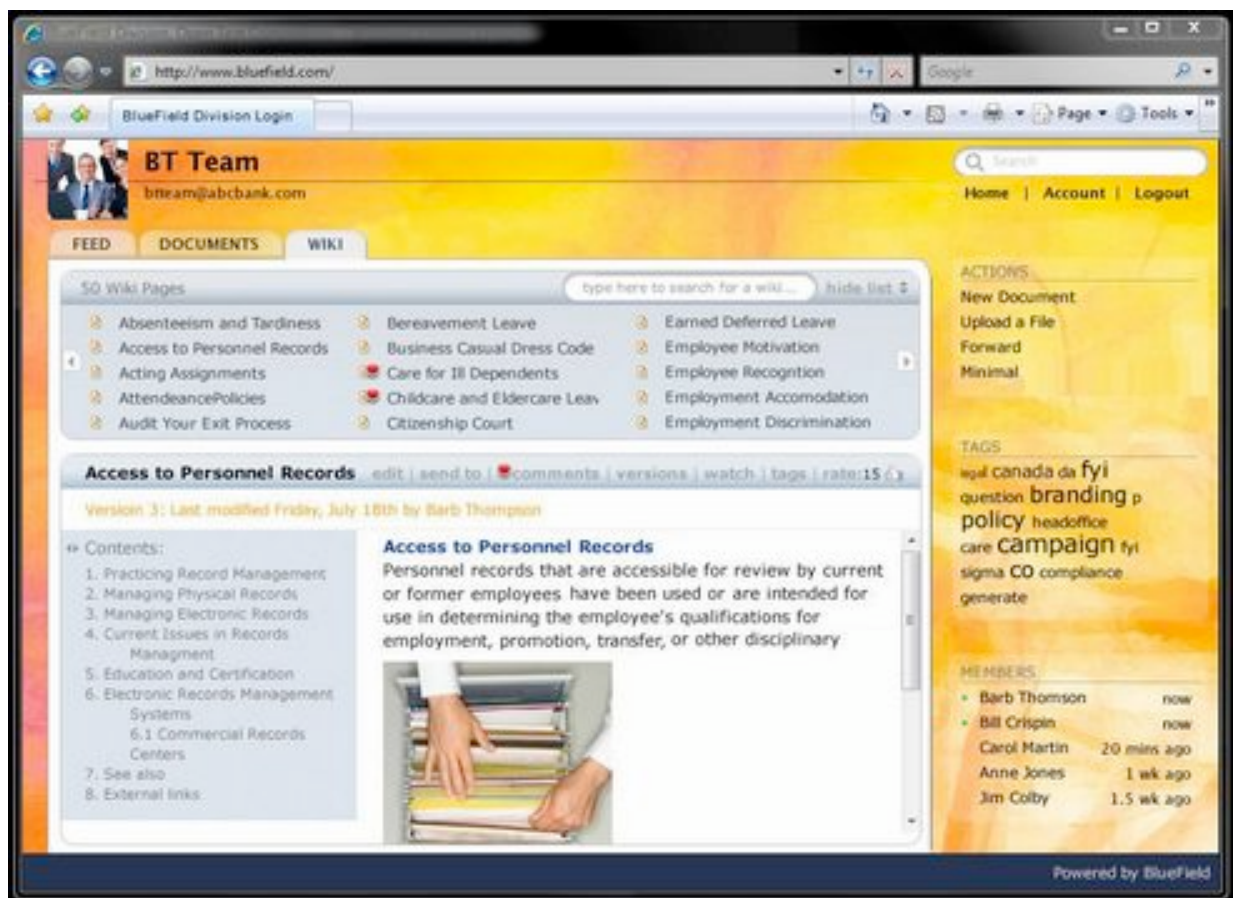 http://www.bluefield.com/
Google
BlueField Division Login
Page
Tools
BT Team
btteam@abcbank.com
Search
Home | Account | Logout
FEED
DOCUMENTS
WIKI
50 Wiki Pages
type here to search for a wiki...
hide list
Absenteeism and Tardiness
Access to Personnel Records
Acting Assignments
AttendeancePolicies
Audit Your Exit Process
Bereavement Leave
Business Casual Dress Code
Care for Ill Dependents
Childcare and Eldercare Leav
Citizenship Court
Earned Deferred Leave
Employee Motivation
Employee Recogntion
Employment Accomodation
Employment Discrimination
Access to Personnel Records edit | send to | comments | versions | watch | tags | rate:15
Version 3: Last modified Friday, July 18th by Barb Thompson
Contents:
1. Practicing Record Management
2. Managing Physical Records
3. Managing Electronic Records
4. Current Issues in Records
Managment
5. Education and Certification
6. Electronic Records Management
Systems
6.1 Commercial Records
Centers
7. See also
8. External links
Access to Personnel Records
Personnel records that are accessible for review by current
or former employees have been used or are intended for
use in determining the employee's qualifications for
employment, promotion, transfer, or other disciplinary
ACTIONS
New Document
Upload a File
Forward
Minimal
TAGS
legal canada da fyi
question branding p
policy headoffice
care campaign fyi
sigma co compliance
generate
MEMBERS
Barb Thomson now
Bill Crispin now
Carol Martin 20 mins ago
Anne Jones 1 wk ago
Jim Colby 1.5 wk ago
Powered by BlueField